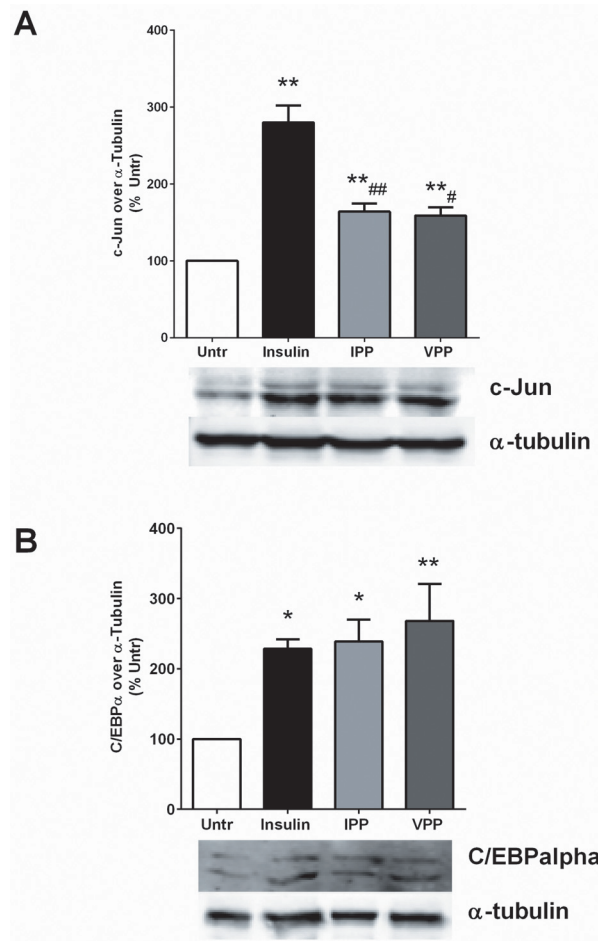 A
c-Jun over α-Tubulin
(% Untr)
400
300
200
100
0
**
**##
**#
Untr Insulin IPP VPP
c-Jun
α-tubulin
B
C/EBPα over α-Tubulin
(% Untr)
400
300
200
100
0
*
*
**
Untr Insulin IPP VPP
C/EBPalpha
α-tubulin